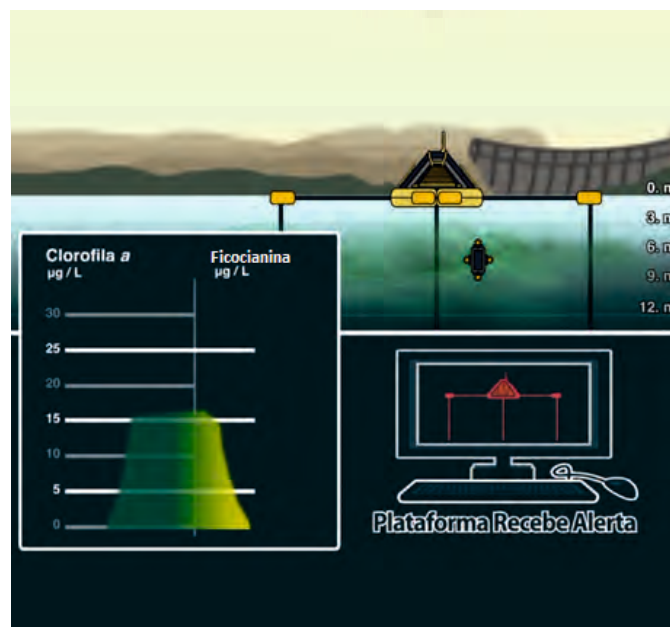 0. m
3. m
6. m
9. m
12. m
Clorofila a
µg / L
Ficocianina
µg / L
30
25
20
15
10
5
0
Plataforma Recebe Alerta